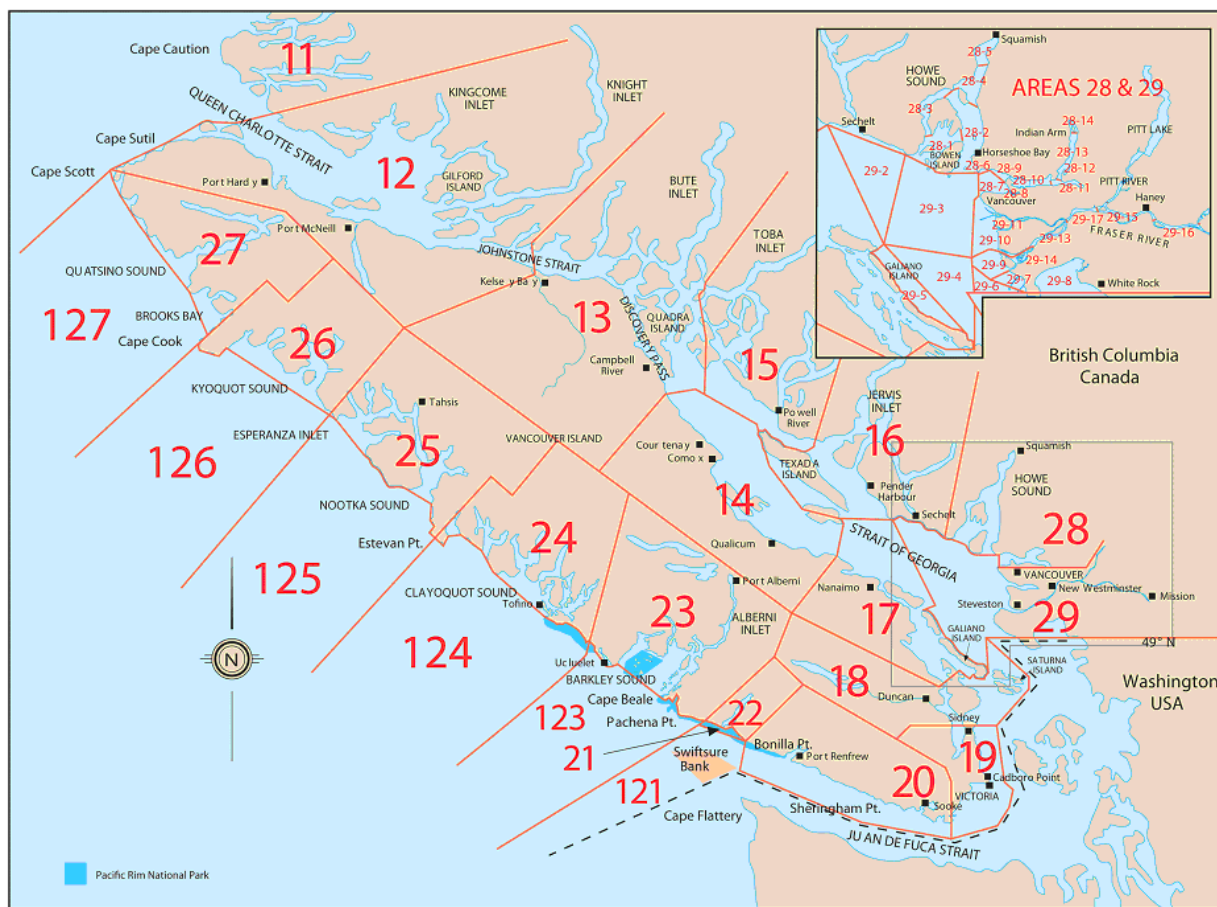 Cape Caution
11
Squamish
28-5
HOWE
SOUND
28-4
AREAS 28 & 29
28-3
28-14
Sechelt
28-2
Indian Arm
PITT LAKE
28-1
BOWEN
ISLAND
Horseshoe Bay
28-13
28-6
28-9
28-12
29-2
28-7
28-10
28-8
28-11
PITT RIVER
Haney
Vancouver
29-3
29-17
29-15
29-11
29-16
FRASER RIVER
29-10
29-13
29-14
GALIANO
ISLAND
29-4
29-9
29-7
29-8
29-5
29-6
White Rock
KNIGHT
INLET
KINGCOME
INLET
QUEEN CHARLOTTE STRAIT
Cape Sutil
Cape Scott
12
Port Hard y
GILFORD
ISLAND
BUTE
INLET
Port McNeill
27
TOBA
INLET
JOHNSTONE STRAIT
QUATSINO SOUND
Kelse y Ba y
127
BROOKS BAY
13
DISCOVERY PASS
QUADRA
ISLAND
Cape Cook
26
15
British Columbia
Canada
Campbell
River
KYOQUOT SOUND
Tahsis
JERVIS
INLET
Po well
River
ESPERANZA INLET
VANCOUVER ISLAND
16
126
25
Cour tena y
Como x
TEXAD A
ISLAND
Squamish
HOWE
SOUND
Pender
Harbour
NOOTKA SOUND
14
Sechelt
28
24
Estevan Pt.
STRAIT OF GEORGIA
Qualicum
125
VANCOUVER
Port Alberni
New Westminster
CLAYOQUOT SOUND
Tofino
Nanaimo
Mission
23
17
Steveston
29
ALBERNI
INLET
124
GALIANO
ISLAND
49° N
N
Uc luelet
SATURNA
ISLAND
BARKLEY SOUND
18
Washington
USA
Cape Beale
Duncan
123
22
Pachena Pt.
Sidney
21
Bonilla Pt.
Swiftsure
Bank
Port Renfrew
19
121
20
Cadboro Point
VICTORIA
Sooke
Cape Flattery
Sheringham Pt.
JU AN DE FUCA STRAIT
Pacific Rim National Park